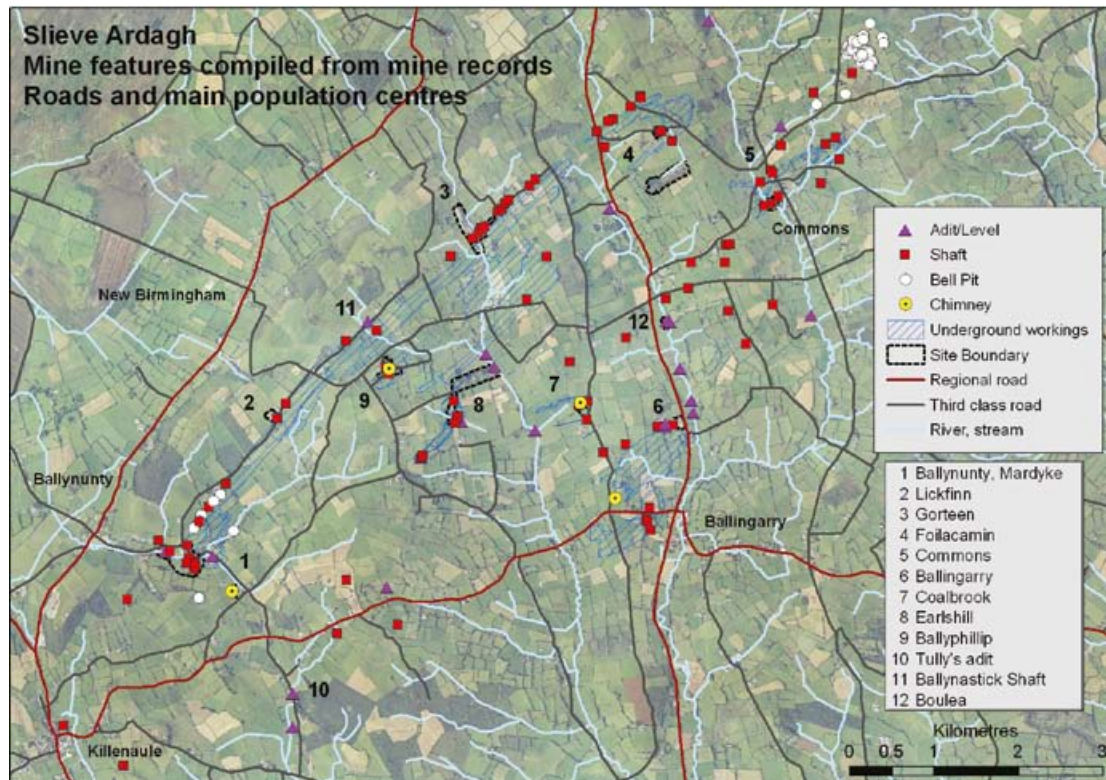 Slieve Ardagh
Mine features compiled from mine records
Roads and main population centres
4
5
3
Commons
New Birmingham
11
12
2
9
8
7
6
Ballynunty
Ballingarry
1
10
Killenaule
Adit/Level
Shaft
Bell Pit
Chimney
Underground workings
Site Boundary
Regional road
Third class road
River, stream
1 Ballynunty, Mardyke
2 Lickfinn
3 Gorteen
4 Foilacamin
5 Commons
6 Ballingarry
7 Coalbrook
8 Earlshill
9 Ballyphillip
10 Tully's adit
11 Ballynastick Shaft
12 Boulea
Kilometres
0 0.5 1 2 3